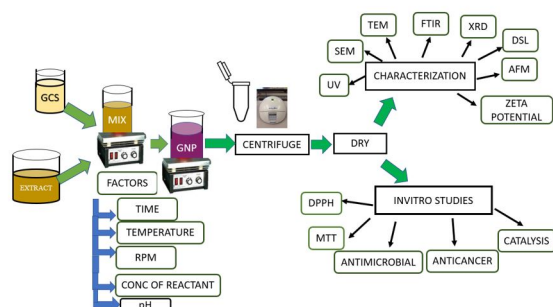 GCS
MIX
EXTRACT
GNP
CENTRIFUGE
DRY
FACTORS
TIME
TEMPERATURE
RPM
CONC OF REACTANT
pH
CHARACTERIZATION
UV
SEM
TEM
FTIR
XRD
DSL
AFM
ZETA
POTENTIAL
INVITRO STUDIES
DPPH
MTT
ANTIMICROBIAL
ANTICANCER
CATALYSIS